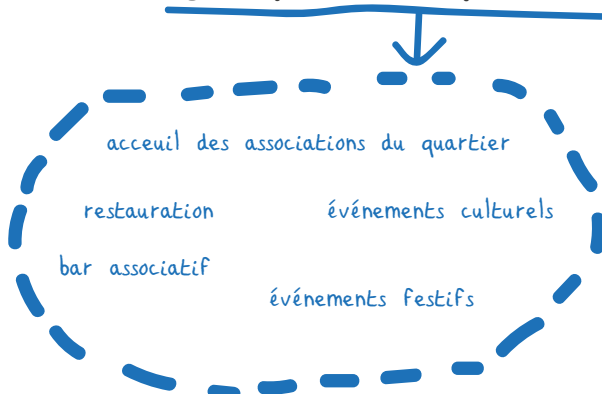 acceuil des associations du quartier
restauration
événements culturels
bar associatif
événements festifs